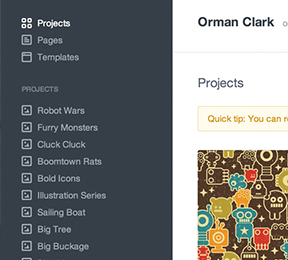 Projects
Pages
Templates
PROJECTS
Robot Wars
Furry Monsters
Cluck Cluck
Boomtown Rats
Bold Icons
Illustration Series
Sailing Boat
Big Tree
Big Buckage
Orman Clark
Projects
Quick tip: You can